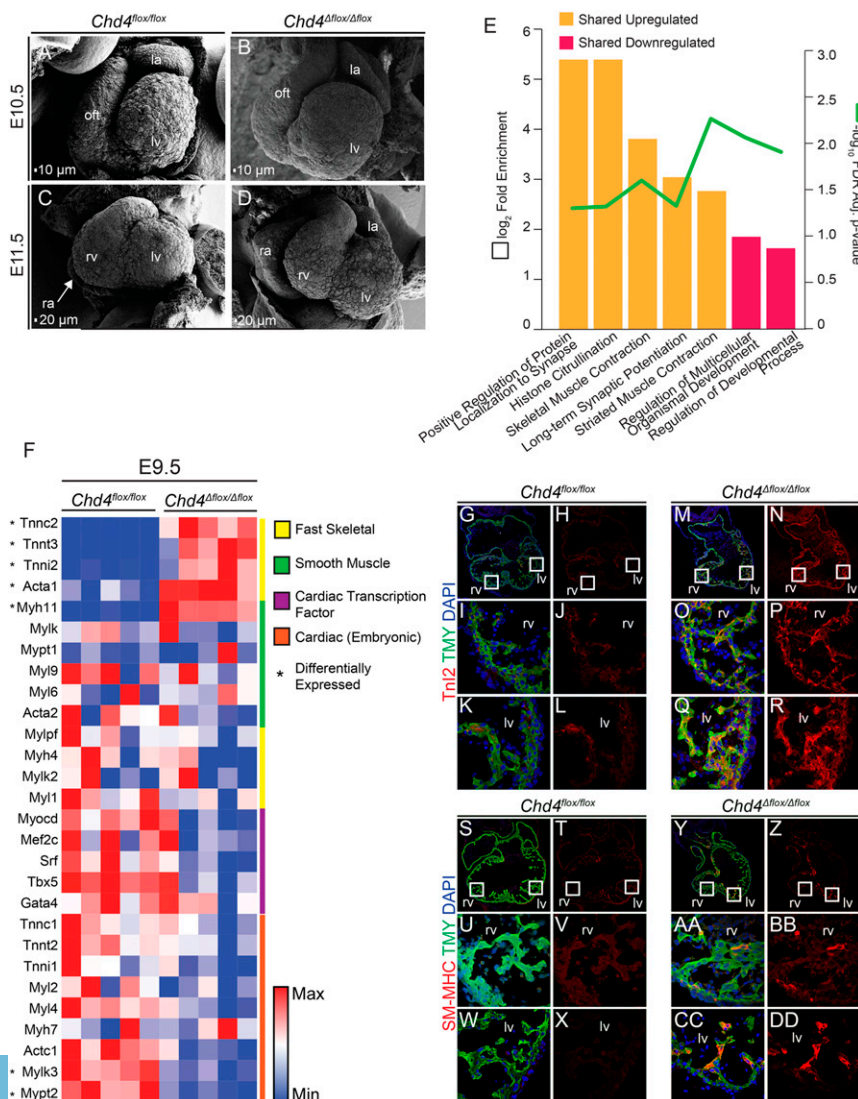 Chd4flox/flox
Chd4Δflox/Δflox
E10.5
E11.5
A
la
oft
lv
10 µm
B
la
oft
lv
10 µm
C
rv
lv
ra
20 µm
D
la
ra
rv
lv
20 µm
E
Shared Upregulated
Shared Downregulated
log2 Fold Enrichment
6
5
4
3
2
1
0
3.0
2.5
2.0
1.5
1.0
0.5
0
-log10 FDR Adj. p-value
Positive Regulation of Protein
Localization to Synapse
Histone Citrullination
Skeletal Muscle Contraction
Long-term Synaptic Potentiation
Striated Muscle Contraction
Regulation of Multicellular
Organismal Development
Regulation of Developmental
Process
F
E9.5
Chd4flox/flox
Chd4Δflox/Δflox
* Tnnc2
* Tnnt3
* Tnni2
* Acta1
*Myh11
Mylk
Mypt1
Myl9
Myl6
Acta2
Mylpf
Myh4
Mylk2
Myl1
Myocd
Mef2c
Srf
Tbx5
Gata4
Tnnc1
Tnnt2
Tnni1
Myl2
Myl4
Myh7
Actc1
* Mylk3
* Mypt2
Fast Skeletal
Smooth Muscle
Cardiac Transcription
Factor
Cardiac (Embryonic)
* Differentially
Expressed
Max
Min
Chd4flox/flox
Chd4Δflox/Δflox
TnI2 TMY DAPI
G
rv
lv
H
rv
lv
M
rv
lv
N
rv
lv
I
rv
J
rv
O
rv
P
rv
K
lv
L
lv
Q
lv
R
lv
Chd4flox/flox
Chd4Δflox/Δflox
SM-MHC TMY DAPI
S
rv
lv
T
rv
lv
Y
rv
lv
Z
rv
lv
U
rv
V
rv
AA
rv
BB
rv
W
lv
X
lv
CC
lv
DD
lv